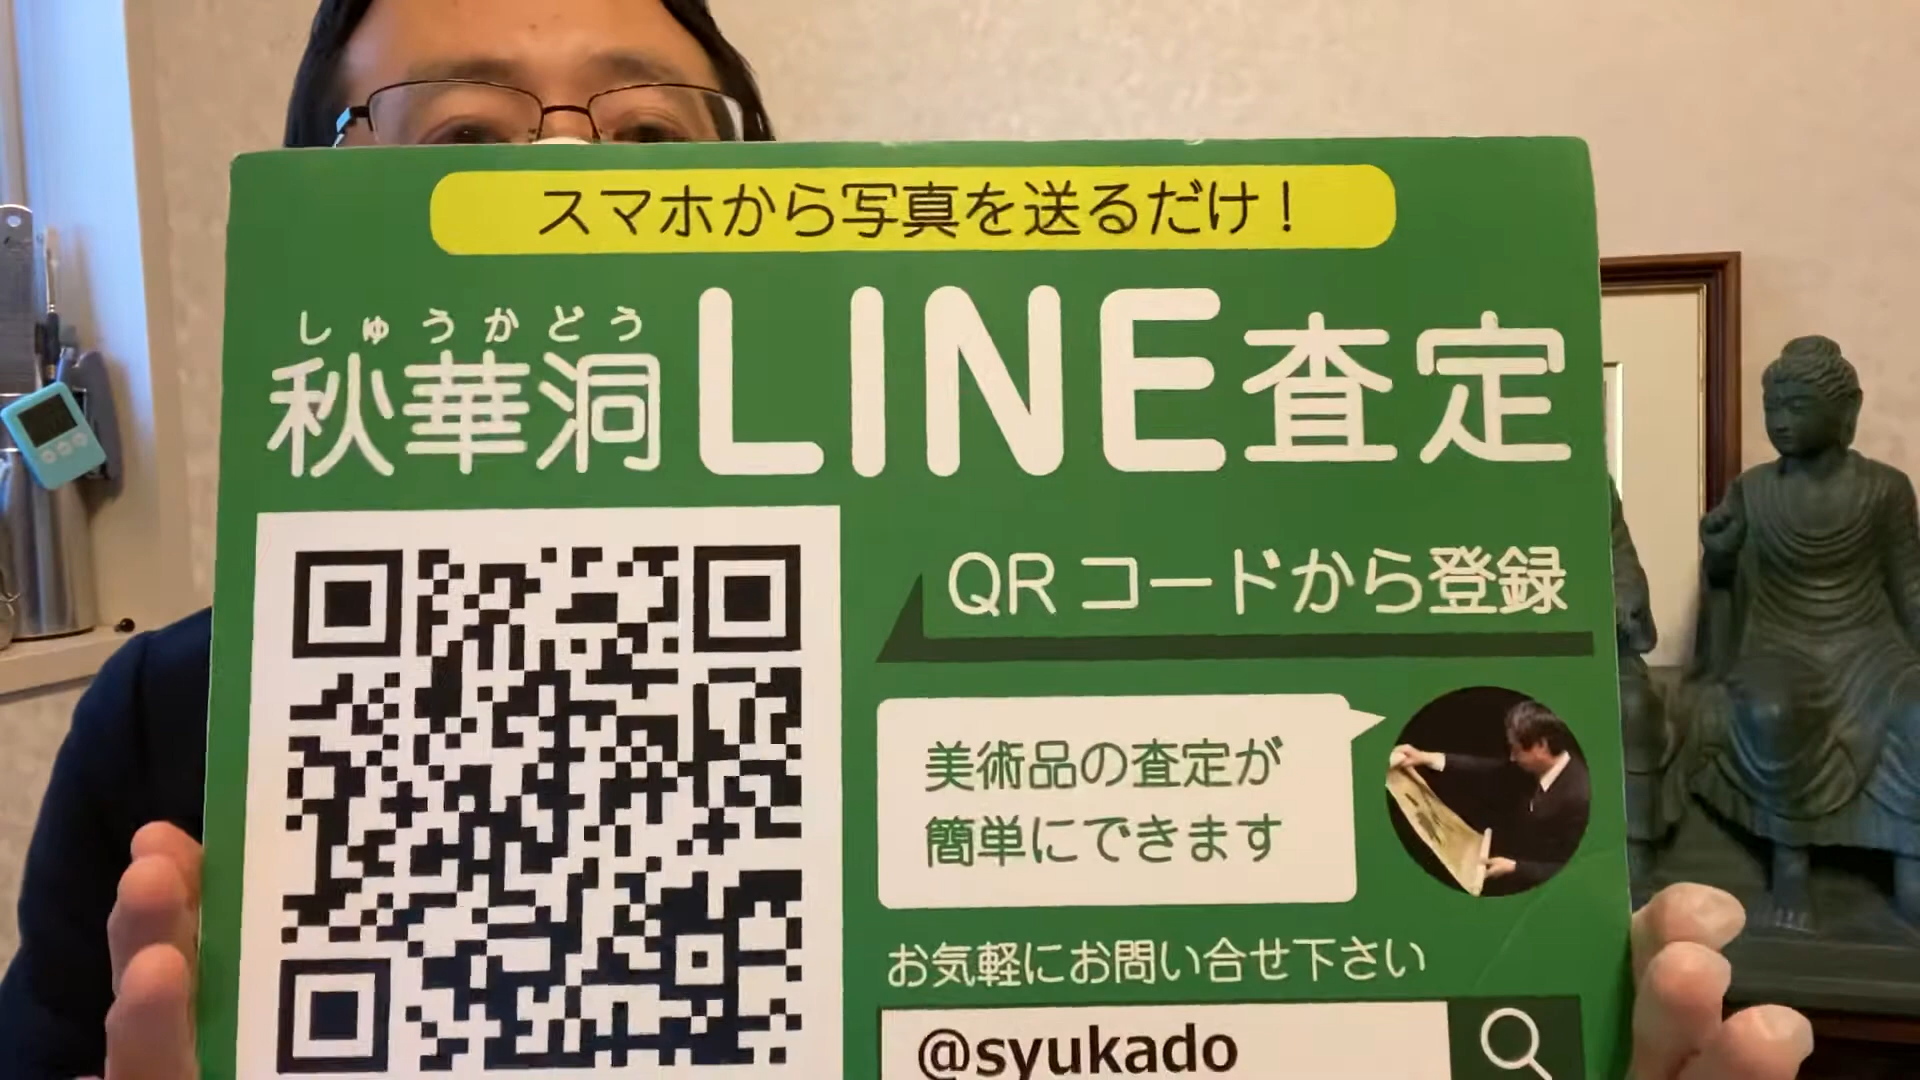 スマホから写真を送るだけ！
しゅうかどう
秋華洞LINE査定
QRコードから登録
美術品の査定が
簡単にできます
お気軽にお問い合せ下さい
@syukado